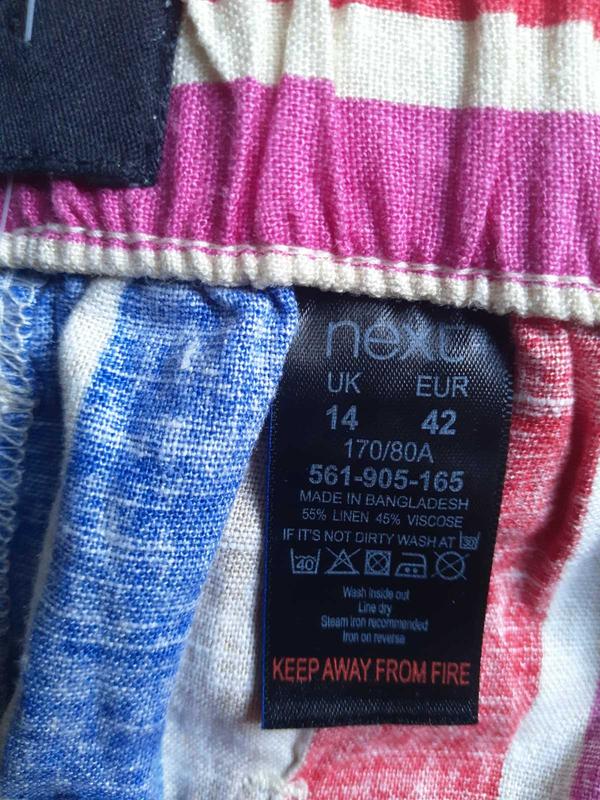 next
UK EUR
14 42
170/80A
561-905-165
MADE IN BANGLADESH
55% LINEN 45% VISCOSE
IF IT'S NOT DIRTY WASH AT 30
40
Wash inside out
Line dry
Steam iron recommended
Iron on reverse
KEEP AWAY FROM FIRE